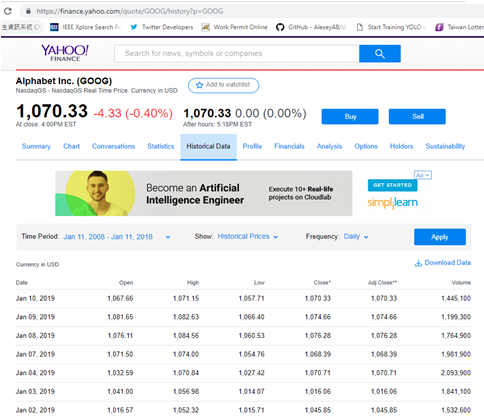 https://finance.yahoo.com/quote/GOOG/history?p=GOOG
生資訊系統 IEEE Xplore Search Twitter Developers Work Permit Online GitHub - AlexeyAB/ Start Training YOLO Taiwan Lotter
YAHOO!
FINANCE
Search for news, symbols or companies
Alphabet Inc. (GOOG)
NasdaqGS - NasdaqGS Real Time Price. Currency in USD
Add to watchlist
1,070.33 -4.33 (-0.40%) 1,070.33 0.00 (0.00%)
At close: 4:00PM EST After hours: 5:18PM EST
Buy Sell
Summary Chart Conversations Statistics Historical Data Profile Financials Analysis Options Holders Sustainability
Become an Artificial
Intelligence Engineer
Execute 10+ Real-life
projects on Cloudlab
Ad
GET STARTED
simplilearn
Time Period: Jan 11, 2008 - Jan 11, 2018 Show: Historical Prices Frequency: Daily Apply
Currency in USD Download Data
Date Open High Low Close* Adj Close** Volume
Jan 10, 2019 1,067.66 1,071.15 1,057.71 1,070.33 1,070.33 1,445,100
Jan 09, 2019 1,081.65 1,082.63 1,066.40 1,074.66 1,074.66 1,199,300
Jan 08, 2019 1,076.11 1,084.56 1,060.53 1,076.28 1,076.28 1,764,900
Jan 07, 2019 1,071.50 1,074.00 1,054.76 1,068.39 1,068.39 1,981,900
Jan 04, 2019 1,032.59 1,070.84 1,027.42 1,070.71 1,070.71 2,093,900
Jan 03, 2019 1,041.00 1,056.98 1,014.07 1,016.06 1,016.06 1,841,100
Jan 02, 2019 1,016.57 1,052.32 1,015.71 1,045.85 1,045.85 1,532,600